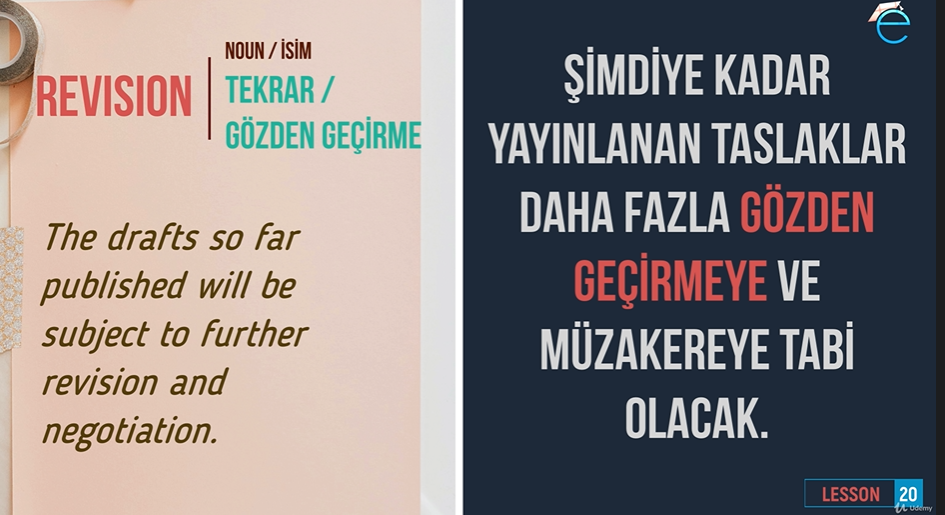 NOUN / İSİM
REVISION
TEKRAR /
GÖZDEN GEÇİRME
The drafts so far
published will be
subject to further
revision and
negotiation.
e
ŞİMDİYE KADAR
YAYINLANAN TASLAKLAR
DAHA FAZLA GÖZDEN
GEÇİRMEYE VE
MÜZAKEREYE TABİ
OLACAK.
LESSON 20
Udemy